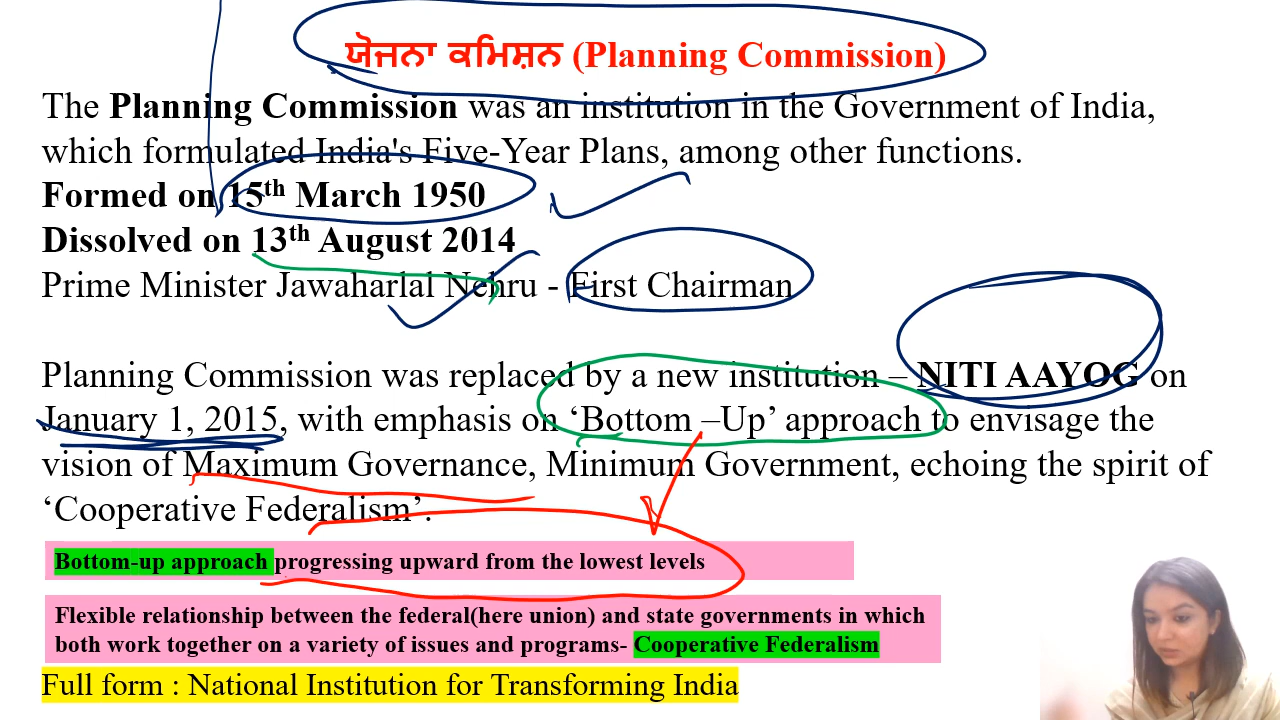 ਯੋਜਨਾ ਕਮਿਸ਼ਨ (Planning Commission)
The Planning Commission was an institution in the Government of India,
which formulated India's Five-Year Plans, among other functions.
Formed on 15th March 1950
Dissolved on 13th August 2014
Prime Minister Jawaharlal Nehru - First Chairman
Planning Commission was replaced by a new institution – NITI AAYOG on
January 1, 2015, with emphasis on ‘Bottom –Up’ approach to envisage the
vision of Maximum Governance, Minimum Government, echoing the spirit of
‘Cooperative Federalism’.
Bottom-up approach progressing upward from the lowest levels
Flexible relationship between the federal(here union) and state governments in which
both work together on a variety of issues and programs- Cooperative Federalism
Full form : National Institution for Transforming India